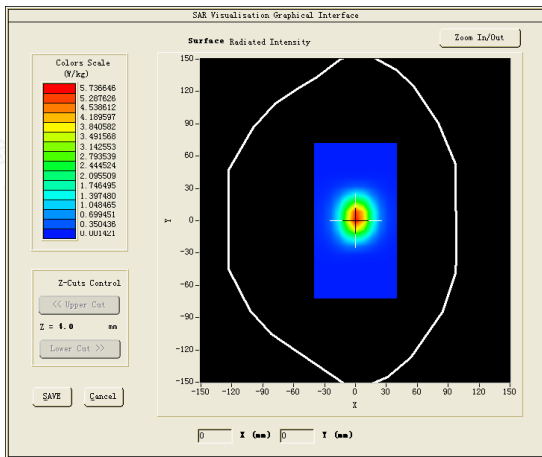 SAR Visualisation Graphical Interface
Surface Radiated Intensity
Zoom In/Out
Colors Scale
(W/kg)
5.736646
5.287626
4.538612
4.189597
3.840582
3.491568
3.142553
2.793539
2.444524
2.095509
1.746495
1.397480
1.048465
0.699451
0.350436
0.001421
Z-Cuts Control
<< Upper Cut
Z = 4.0 mm
Lower Cut >>
SAVE
Cancel
150
120
90
60
30
0
-30
-60
-90
-120
-150
Y
-150 -120 -90 -60 -30 0 30 60 90 120 150
X
0 X (mm) 0 Y (mm)